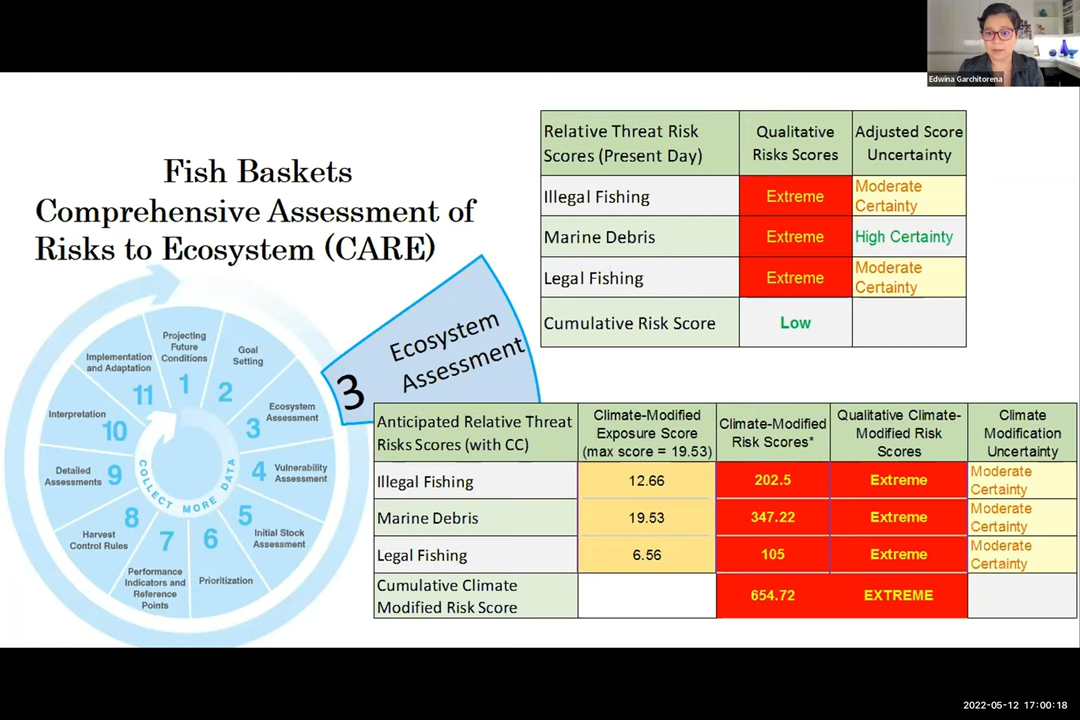 Edwina Garchitorena
Fish Baskets
Comprehensive Assessment of
Risks to Ecosystem (CARE)
Relative Threat Risk
Scores (Present Day)
Qualitative
Risks Scores
Adjusted Score
Uncertainty
Illegal Fishing
Extreme
Moderate
Certainty
Marine Debris
Extreme
High Certainty
Legal Fishing
Extreme
Moderate
Certainty
Cumulative Risk Score
Low
3
Ecosystem
Assessment
Projecting
Future
Conditions
1
Goal
Setting
2
Ecosystem
Assessment
3
4
Vulnerability
Assessment
5
Initial Stock
Assessment
6
Prioritization
7
Performance
Indicators and
Reference
Points
8
Harvest
Control Rules
Detailed
Assessments
9
Interpretation
10
Implementation
and Adaptation
11
COLLECT MORE DATA
Anticipated Relative Threat
Risks Scores (with CC)
Climate-Modified
Exposure Score
(max score = 19.53)
Climate-Modified
Risk Scores*
Qualitative Climate-
Modified Risk
Scores
Climate
Modification
Uncertainty
Illegal Fishing
12.66
202.5
Extreme
Moderate
Certainty
Marine Debris
19.53
347.22
Extreme
Moderate
Certainty
Legal Fishing
6.56
105
Extreme
Moderate
Certainty
Cumulative Climate
Modified Risk Score
654.72
EXTREME
2022-05-12 17:00:18